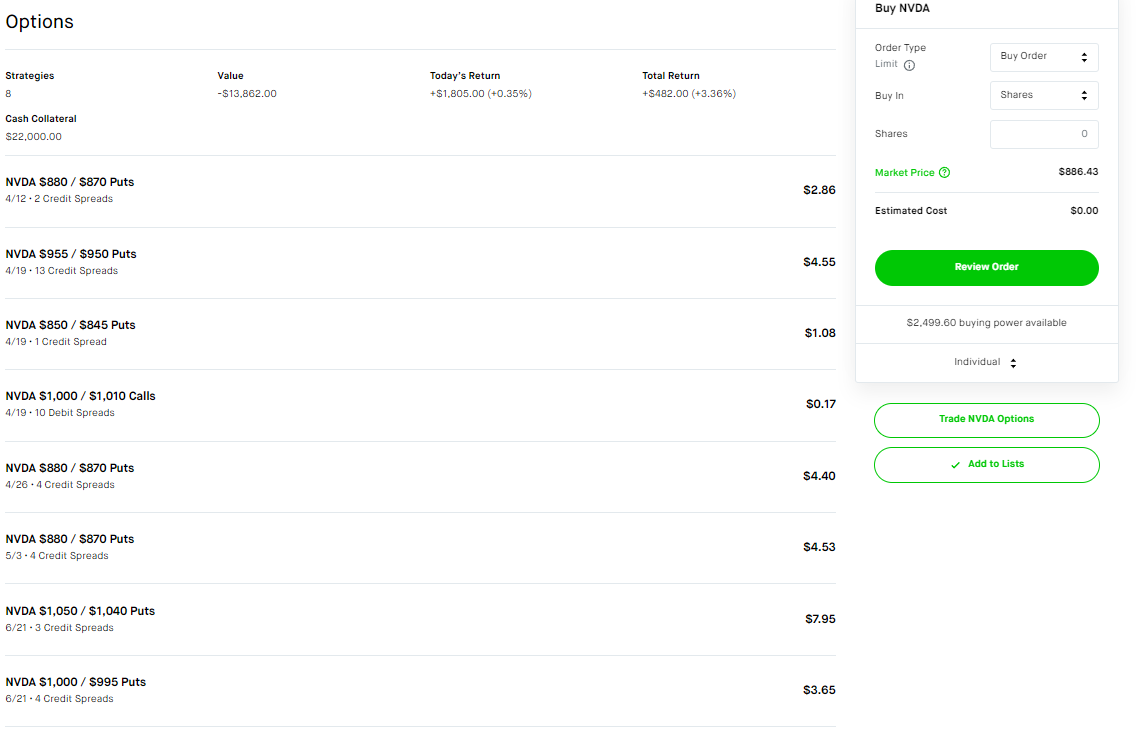 Options
Strategies
Value
Today's Return
Total Return
8
-$13,862.00
+$1,805.00 (+0.35%)
+$482.00 (+3.36%)
Cash Collateral
$22,000.00
NVDA $880 / $870 Puts
4/12 · 2 Credit Spreads
$2.86
NVDA $955 / $950 Puts
4/19 · 13 Credit Spreads
$4.55
NVDA $850 / $845 Puts
4/19 · 1 Credit Spread
$1.08
NVDA $1,000 / $1,010 Calls
4/19 · 10 Debit Spreads
$0.17
NVDA $880 / $870 Puts
4/26 · 4 Credit Spreads
$4.40
NVDA $880 / $870 Puts
5/3 · 4 Credit Spreads
$4.53
NVDA $1,050 / $1,040 Puts
6/21 · 3 Credit Spreads
$7.95
NVDA $1,000 / $995 Puts
6/21 · 4 Credit Spreads
$3.65
Buy NVDA
Order Type
Limit
Buy Order
Buy In
Shares
Shares
0
Market Price
$886.43
Estimated Cost
$0.00
Review Order
$2,499.60 buying power available
Individual
Trade NVDA Options
Add to Lists